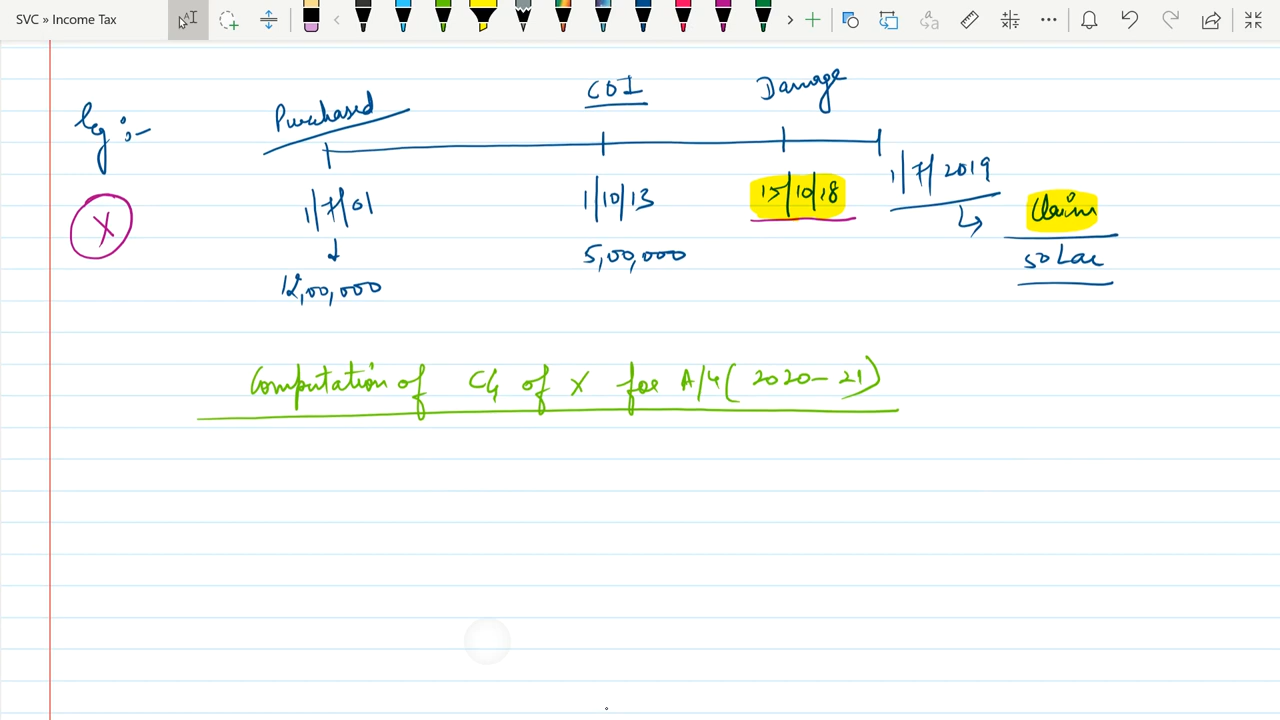 SVC » Income Tax
Eg :-
Purchased COI Damage
X 1/7/01 1/10/13 15/10/18 1/7/2019 Claim
12,00,000 5,00,000 50 Lac
Computation of CG of X for A/Y ( 2020-21)